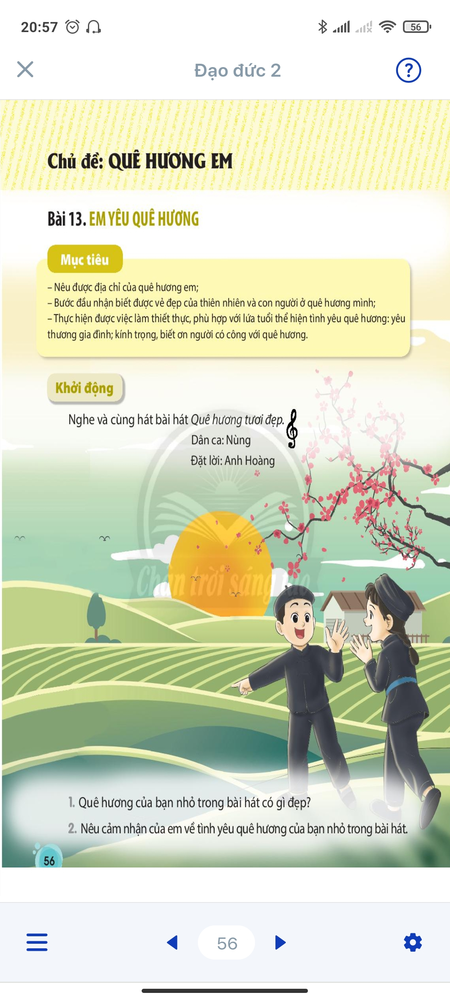 20:57
56
Đạo đức 2
Chủ đề: QUÊ HƯƠNG EM
Bài 13. EM YÊU QUÊ HƯƠNG
Mục tiêu
– Nêu được địa chỉ của quê hương em;
– Bước đầu nhận biết được vẻ đẹp của thiên nhiên và con người ở quê hương mình;
– Thực hiện được việc làm thiết thực, phù hợp với lứa tuổi thể hiện tình yêu quê hương: yêu
thương gia đình; kính trọng, biết ơn người có công với quê hương.
Khởi động
Nghe và cùng hát bài hát Quê hương tươi đẹp.
Dân ca: Nùng
Đặt lời: Anh Hoàng
Chân trời sáng tạo
1. Quê hương của bạn nhỏ trong bài hát có gì đẹp?
2. Nêu cảm nhận của em về tình yêu quê hương của bạn nhỏ trong bài hát.
56
56